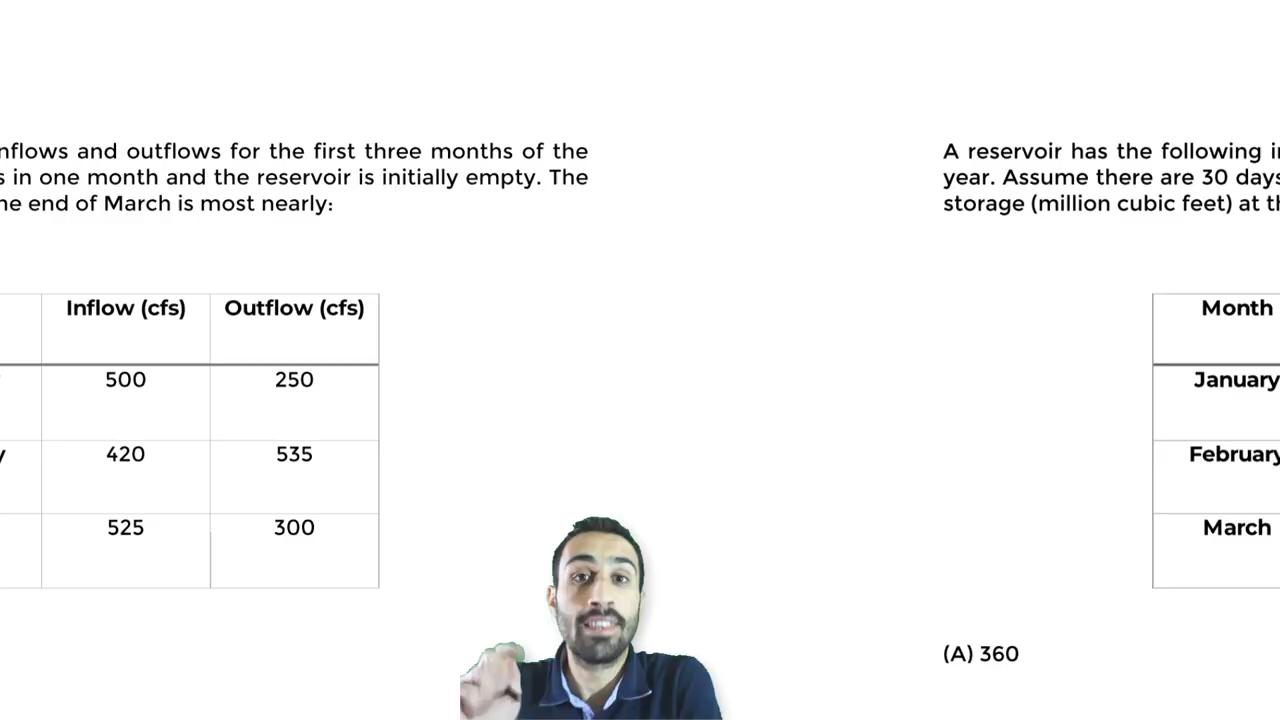 nflows and outflows for the first three months of the
s in one month and the reservoir is initially empty. The
he end of March is most nearly:
Inflow (cfs) Outflow (cfs)
500 250
y 420 535
525 300
A reservoir has the following i
year. Assume there are 30 days
storage (million cubic feet) at th
Month
January
February
March
(A) 360